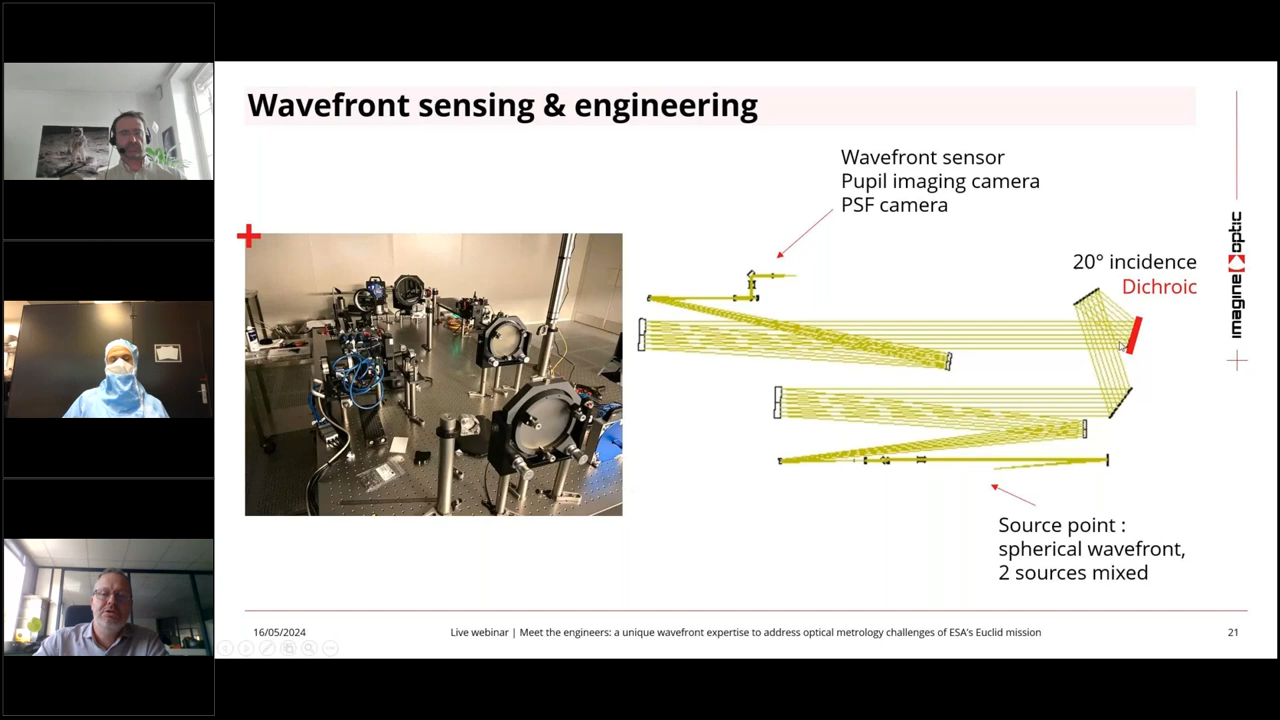 Wavefront sensing & engineering
Wavefront sensor
Pupil imaging camera
PSF camera
20° incidence
Dichroic
imagine optic
Source point :
spherical wavefront,
2 sources mixed
16/05/2024
Live webinar | Meet the engineers: a unique wavefront expertise to address optical metrology challenges of ESA's Euclid mission
21